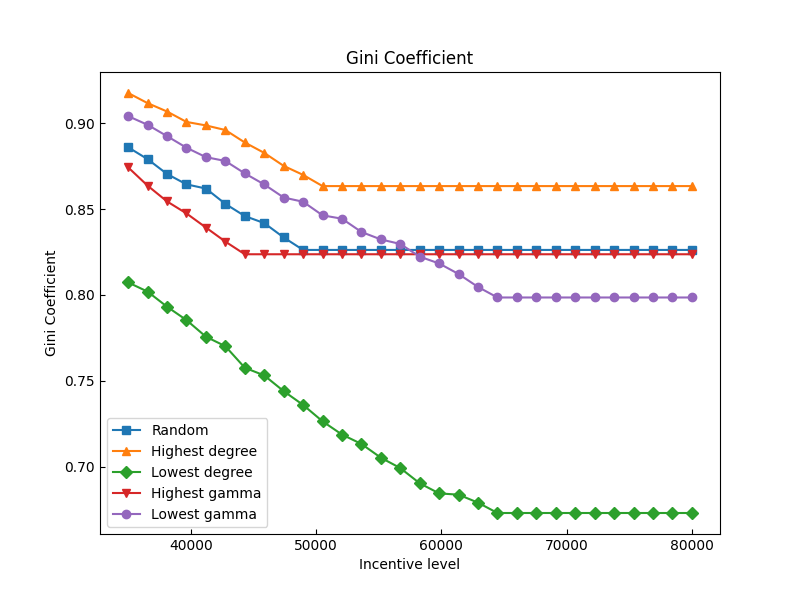 Gini Coefficient
0.90
0.85
0.80
0.75
0.70
Gini Coefficient
Random
Highest degree
Lowest degree
Highest gamma
Lowest gamma
40000 50000 60000 70000 80000
Incentive level